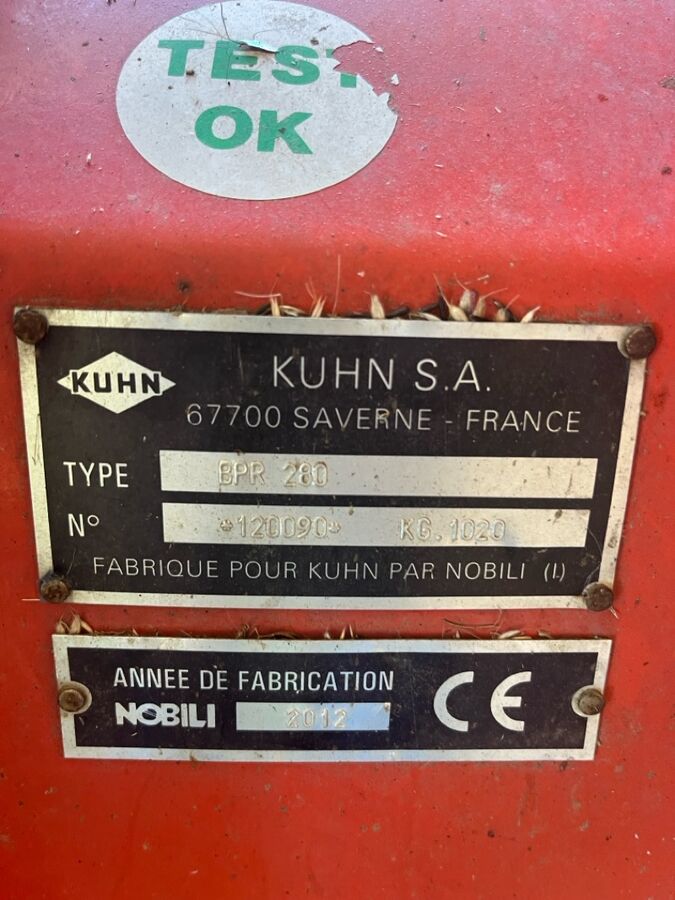 TEST
OK
KUHN
KUHN S.A.
67700 SAVERNE - FRANCE
TYPE BPR 280
N° *120090* KG.1020
FABRIQUE POUR KUHN PAR NOBILI (I.)
ANNEE DE FABRICATION
NOBILI 2012
CE